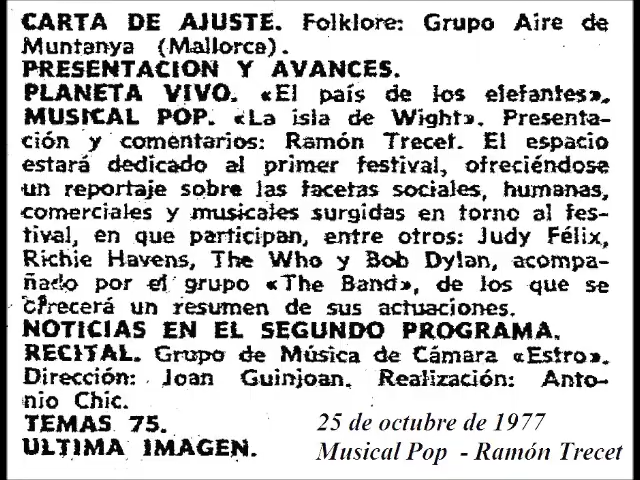 CARTA DE AJUSTE. Folklore: Grupo Aire de
Muntanya (Mallorca).
PRESENTACION Y AVANCES.
PLANETA VIVO. «El país de los elefantes».
MUSICAL POP. «La isla de Wight». Presenta-
ción y comentarios: Ramón Trecet. El espacio
estará dedicado al primer festival, ofreciéndose
un reportaje sobre las facetas sociales, humanas,
comerciales y musicales surgidas en torno al fes-
tival, en que participan, entre otros: Judy Félix,
Richie Havens, The Who y Bob Dylan, acompa-
ñado por el grupo «The Band», de los que se
ofrecerá un resumen de sus actuaciones.
NOTICIAS EN EL SEGUNDO PROGRAMA.
RECITAL. Grupo de Música de Cámara «Estro».
Dirección: Joan Guinjoan. Realización: Anto-
nio Chic.
TEMAS 75.
ULTIMA IMAGEN.
25 de octubre de 1977
Musical Pop - Ramón Trecet